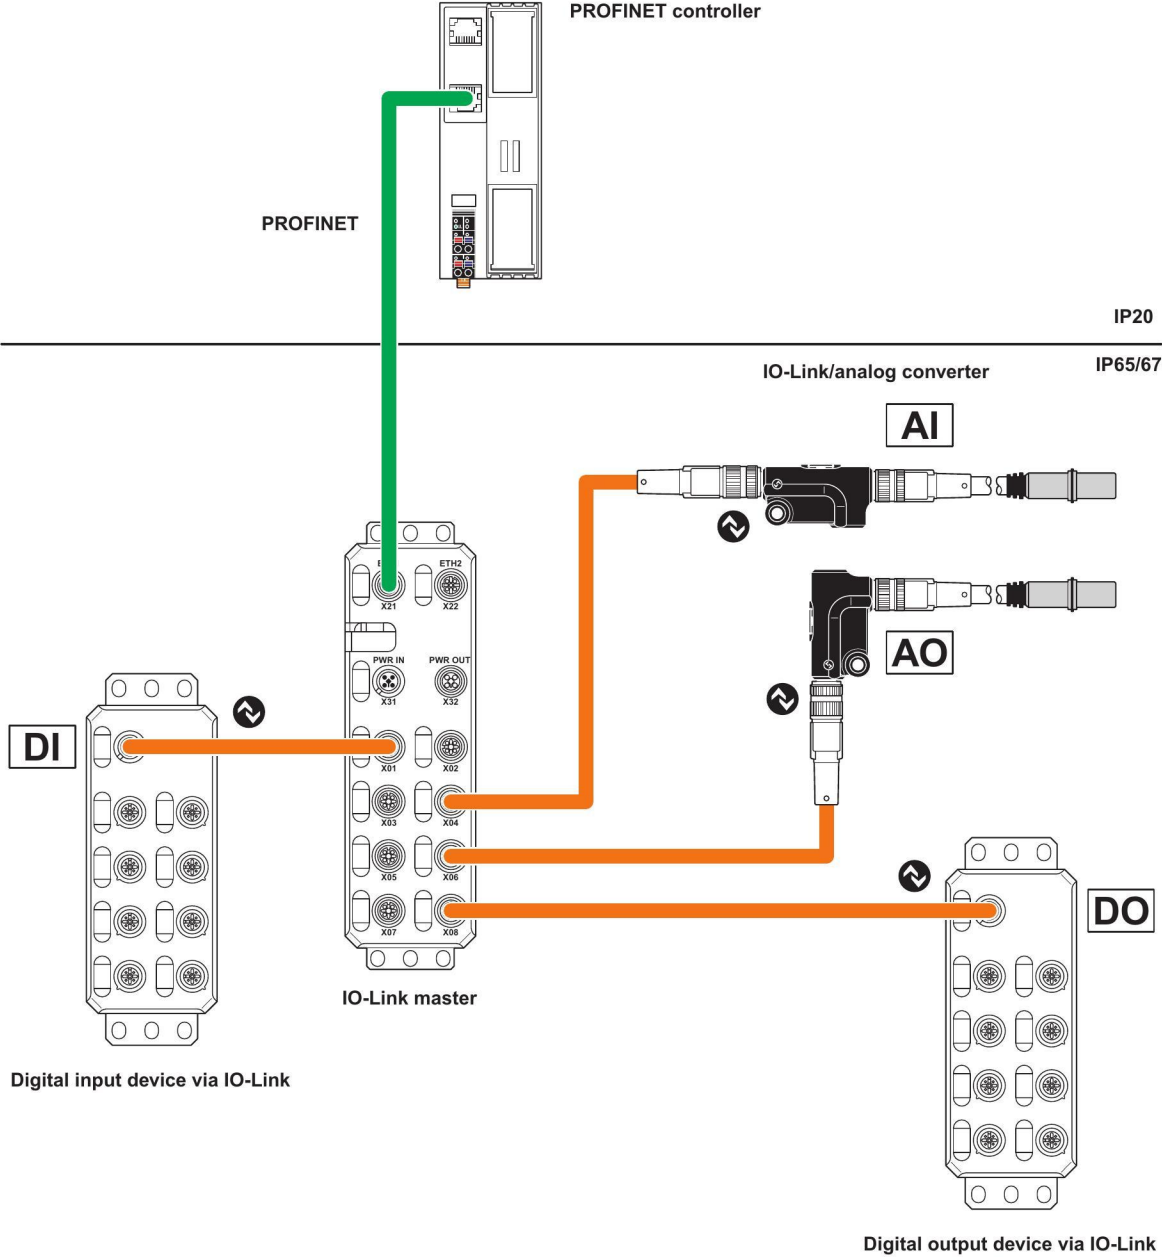 PROFINET controller
PROFINET
IP20
IP65/67
IO-Link/analog converter
AI
ETH2
X21
X22
AO
PWR IN
PWR OUT
X31
X32
DI
X01
X02
X03
X04
X05
X06
DO
X07
X08
IO-Link master
Digital input device via IO-Link
Digital output device via IO-Link